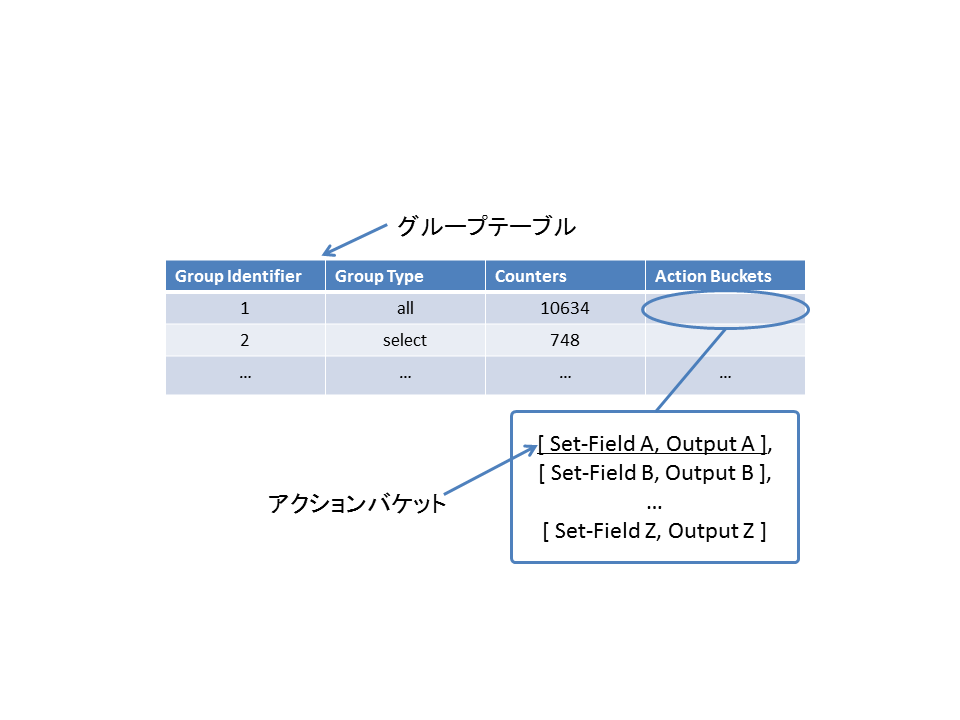 グループテーブル
Group Identifier Group Type Counters Action Buckets
1 all 10634
2 select 748
... ... ... ...
[ Set-Field A, Output A ],
[ Set-Field B, Output B ],
...
アクションバケット
[ Set-Field Z, Output Z ]